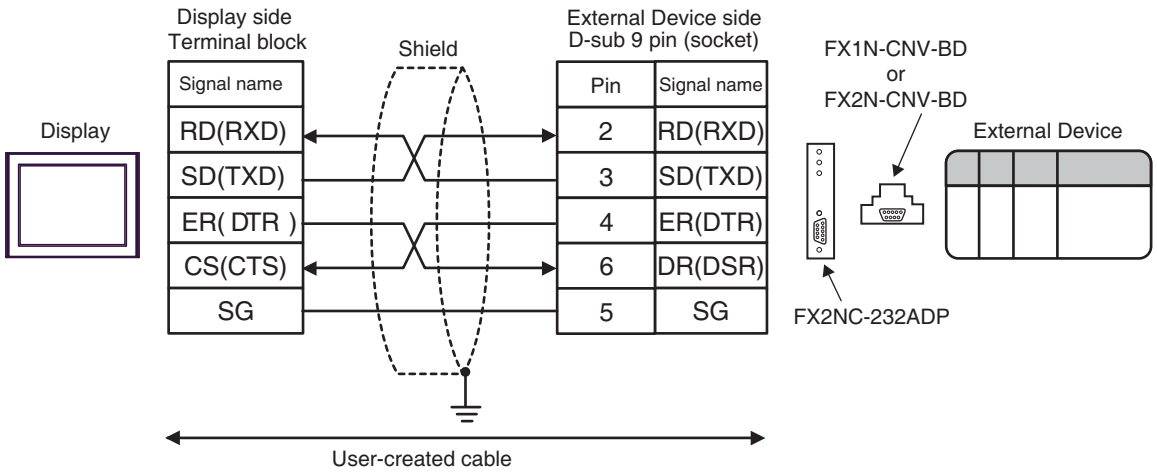 Display side
Terminal block
Shield
External Device side
D-sub 9 pin (socket)
FX1N-CNV-BD
or
FX2N-CNV-BD
Display
External Device
Signal name
Pin
Signal name
RD(RXD)
2
RD(RXD)
SD(TXD)
3
SD(TXD)
ER( DTR )
4
ER(DTR)
CS(CTS)
6
DR(DSR)
SG
5
SG
FX2NC-232ADP
User-created cable